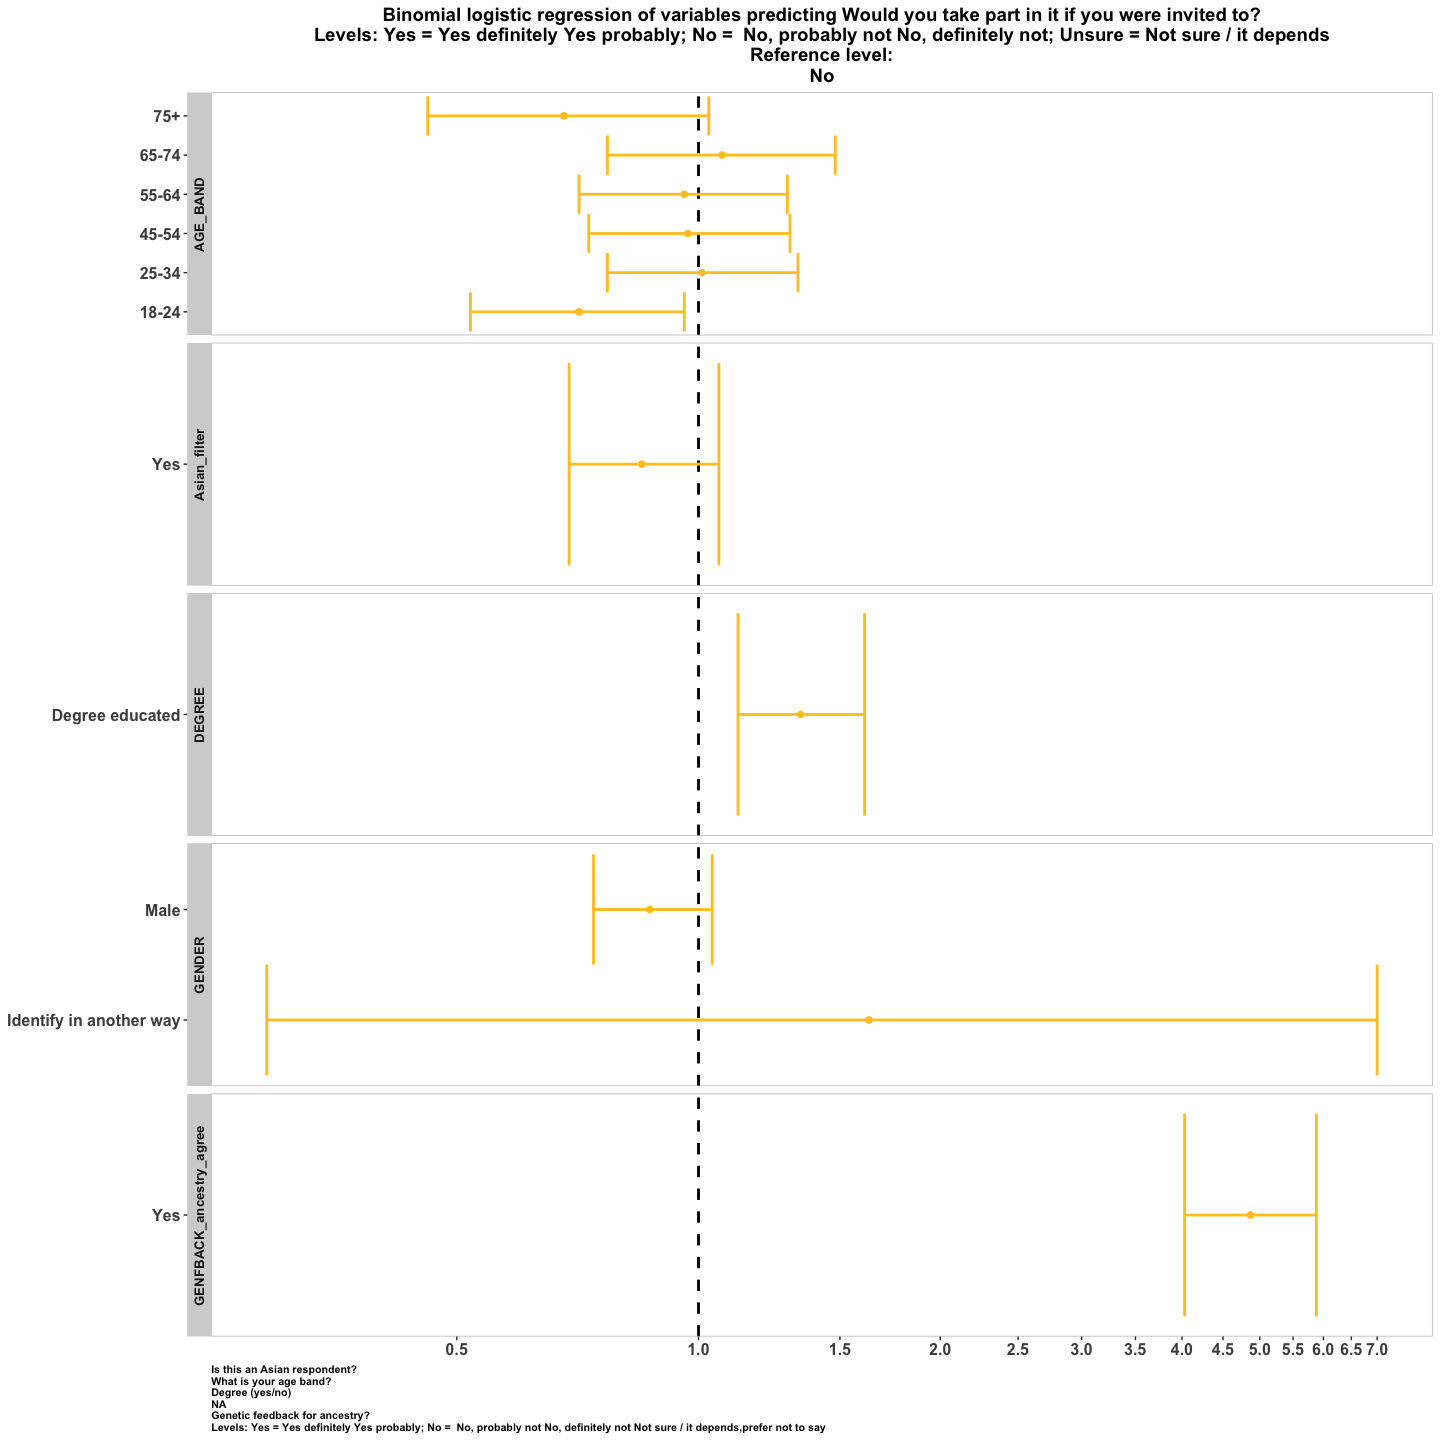 Binomial logistic regression of variables predicting Would you take part in it if you were invited to?
Levels: Yes = Yes definitely Yes probably; No =  No, probably not No, definitely not; Unsure = Not sure / it depends
Reference level:
No
AGE_BAND
75+
65-74
55-64
45-54
25-34
18-24
Asian_filter
Yes
DEGREE
Degree educated
GENDER
Male
Identify in another way
GENFBACK_ancestry_agree
Yes
0.5 1.0 1.5 2.0 2.5 3.0 3.5 4.0 4.5 5.0 5.5 6.0 6.5 7.0
Is this an Asian respondent?
What is your age band?
Degree (yes/no)
NA
Genetic feedback for ancestry?
Levels: Yes = Yes definitely Yes probably; No =  No, probably not No, definitely not Not sure / it depends,prefer not to say